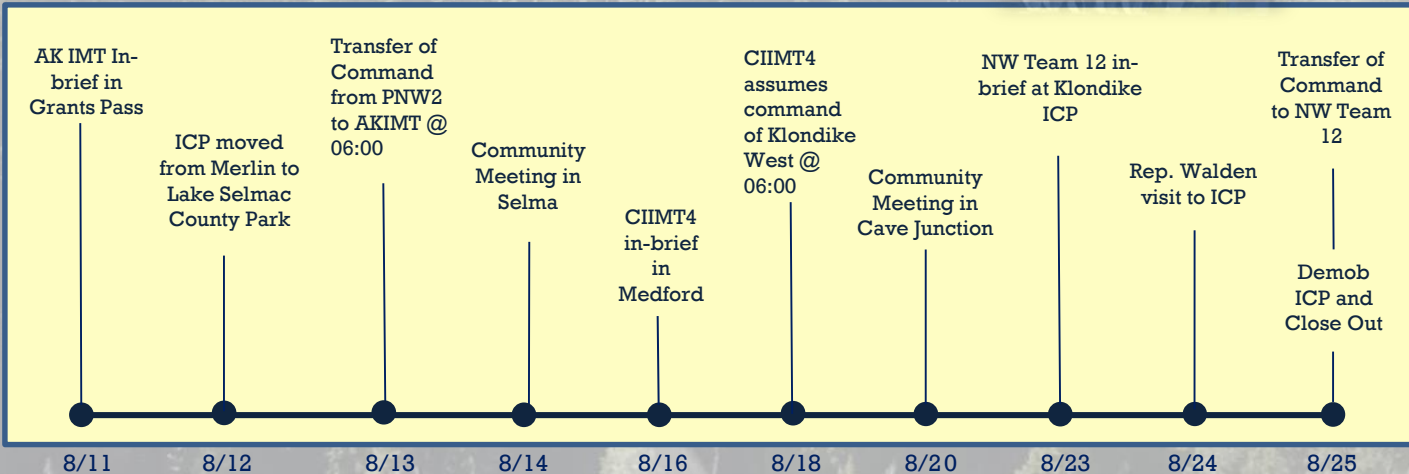 AK IMT In-
brief in
Grants Pass
ICP moved
from Merlin to
Lake Selmac
County Park
Transfer of
Command
from PNW2
to AKIMT @
06:00
Community
Meeting in
Selma
CIIMT4
in-brief
in
Medford
CIIMT4
assumes
command
of Klondike
West @
06:00
Community
Meeting in
Cave Junction
NW Team 12 in-
brief at Klondike
ICP
Rep. Walden
visit to ICP
Transfer of
Command
to NW Team
12
Demob
ICP and
Close Out
8/11
8/12
8/13
8/14
8/16
8/18
8/20
8/23
8/24
8/25